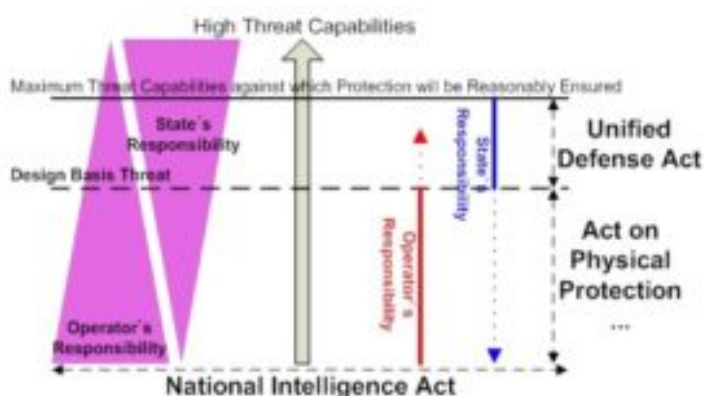 High Threat Capabilities
Maximum Threat Capabilities against which Protection will be Reasonably Ensured
State´s
Responsibility
Design Basis Threat
Operator´s
Responsibility
Operator´s
Responsibility
State´s
Responsibility
Unified
Defense Act
Act on
Physical
Protection
...
National Intelligence Act